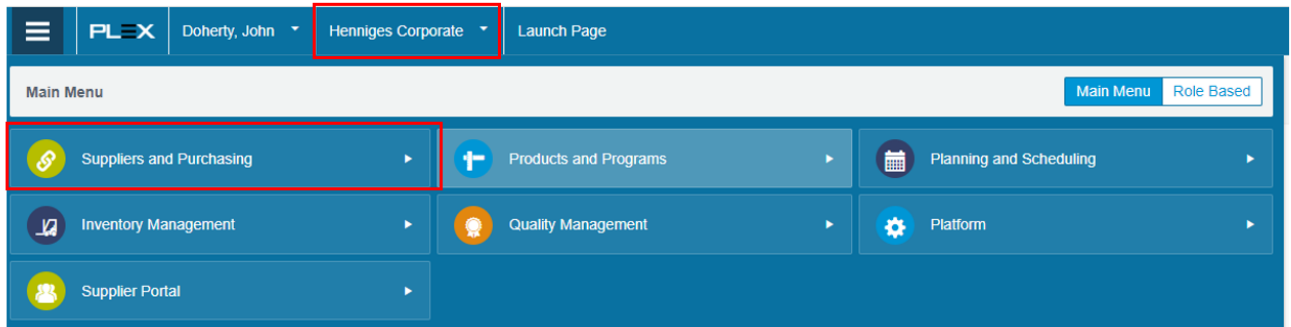 PLEX Doherty, John Henniges Corporate Launch Page
Main Menu Main Menu Role Based
Suppliers and Purchasing Products and Programs Planning and Scheduling
Inventory Management Quality Management Platform
Supplier Portal